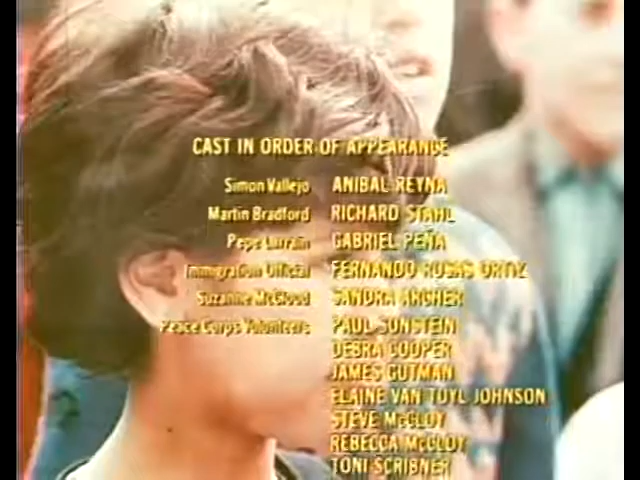 CAST IN ORDER OF APPEARANCE
Simon Vallejo ANIBAL REYNA
Martin Bradford RICHARD STAHL
Pepe Larrain GABRIEL PEÑA
Immigration Official FERNANDO ROSAS ORTIZ
Suzanne McCloud SANDRA ARCHER
Peace Corps Volunteers PAUL SUNSTEIN
DEBRA COOPER
JAMES GUTMAN
ELAINE VAN TUYL JOHNSON
STEVE McCLOY
REBECCA McCLOY
TONI SCRIBNER